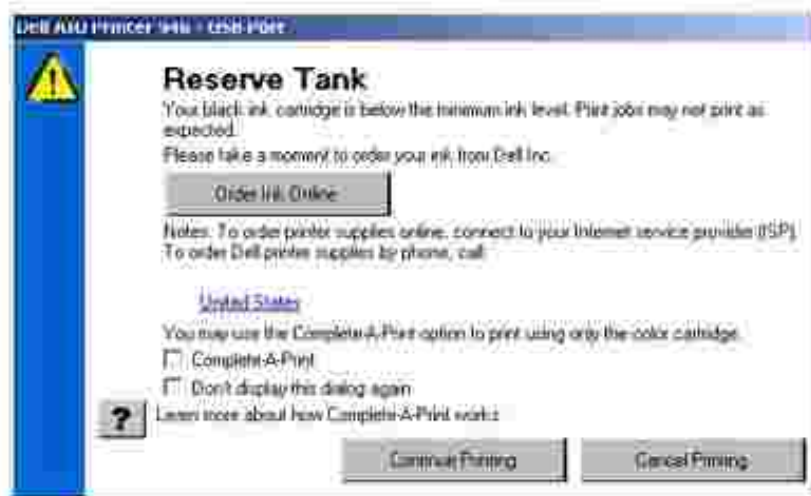 Dell AIO Printer 946 - USB Port
Reserve Tank
Your black ink cartridge is below the minimum ink level. Print jobs may not print as
expected.
Please take a moment to order your ink from Dell Inc.
Order Ink Online
Notes: To order printer supplies online, connect to your Internet service provider (ISP).
To order Dell printer supplies by phone, call:
United States
You may use the Complete-A-Print option to print using only the color cartridge.
Complete-A-Print
Don't display this dialog again
? Learn more about how Complete-A-Print works
Continue Printing
Cancel Printing